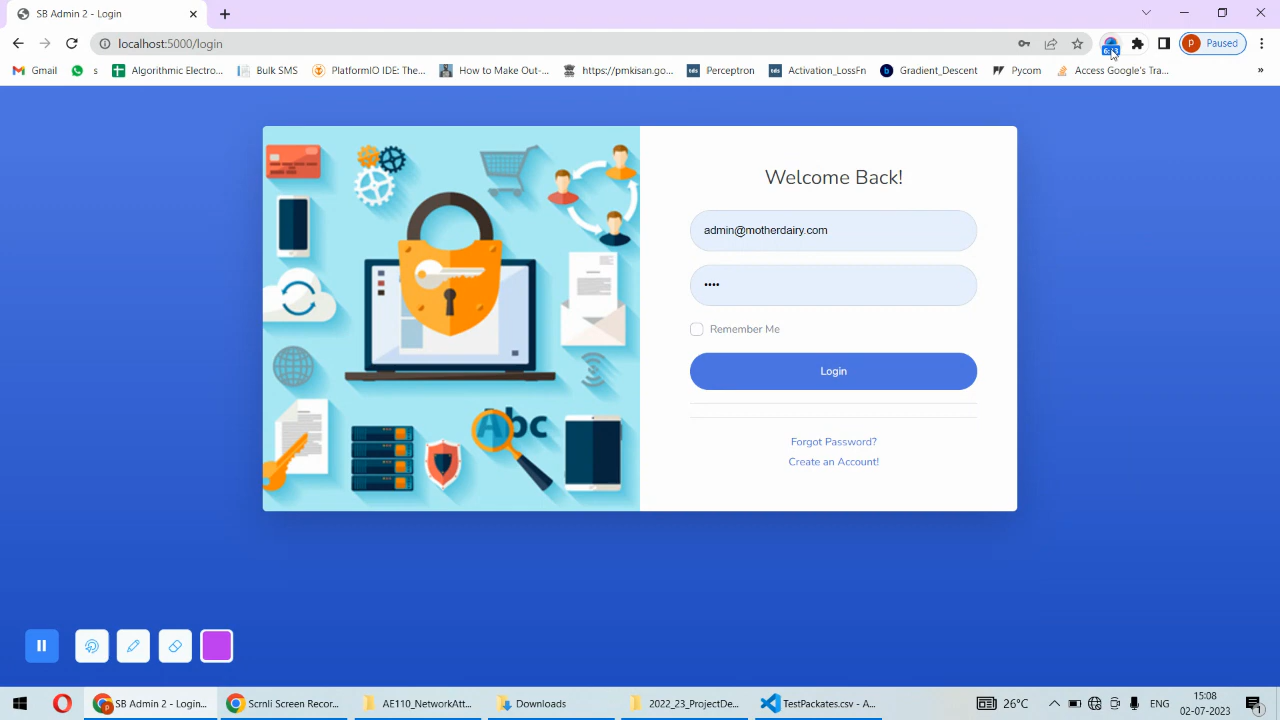 SB Admin 2 - Login
localhost:5000/login
Paused
Gmail
s
Algorithmic Electro...
Bulk SMS
PlatformIO IDE: The...
How to Make Out-...
https://pmkisan.go...
tds
Perceptron
tds
Activation_LossFn
b
Gradient_Descent
Pycom
Access Google's Tra...
»
Abc
Welcome Back!
admin@motherdairy.com
••••
Remember Me
Login
Forgot Password?
Create an Account!
SB Admin 2 - Login...
Scrnli Screen Recor...
AE110_NetworkAtt...
Downloads
2022_23_ProjectDe...
TestPackates.csv - A...
26°C
ENG
15:08
02-07-2023
1